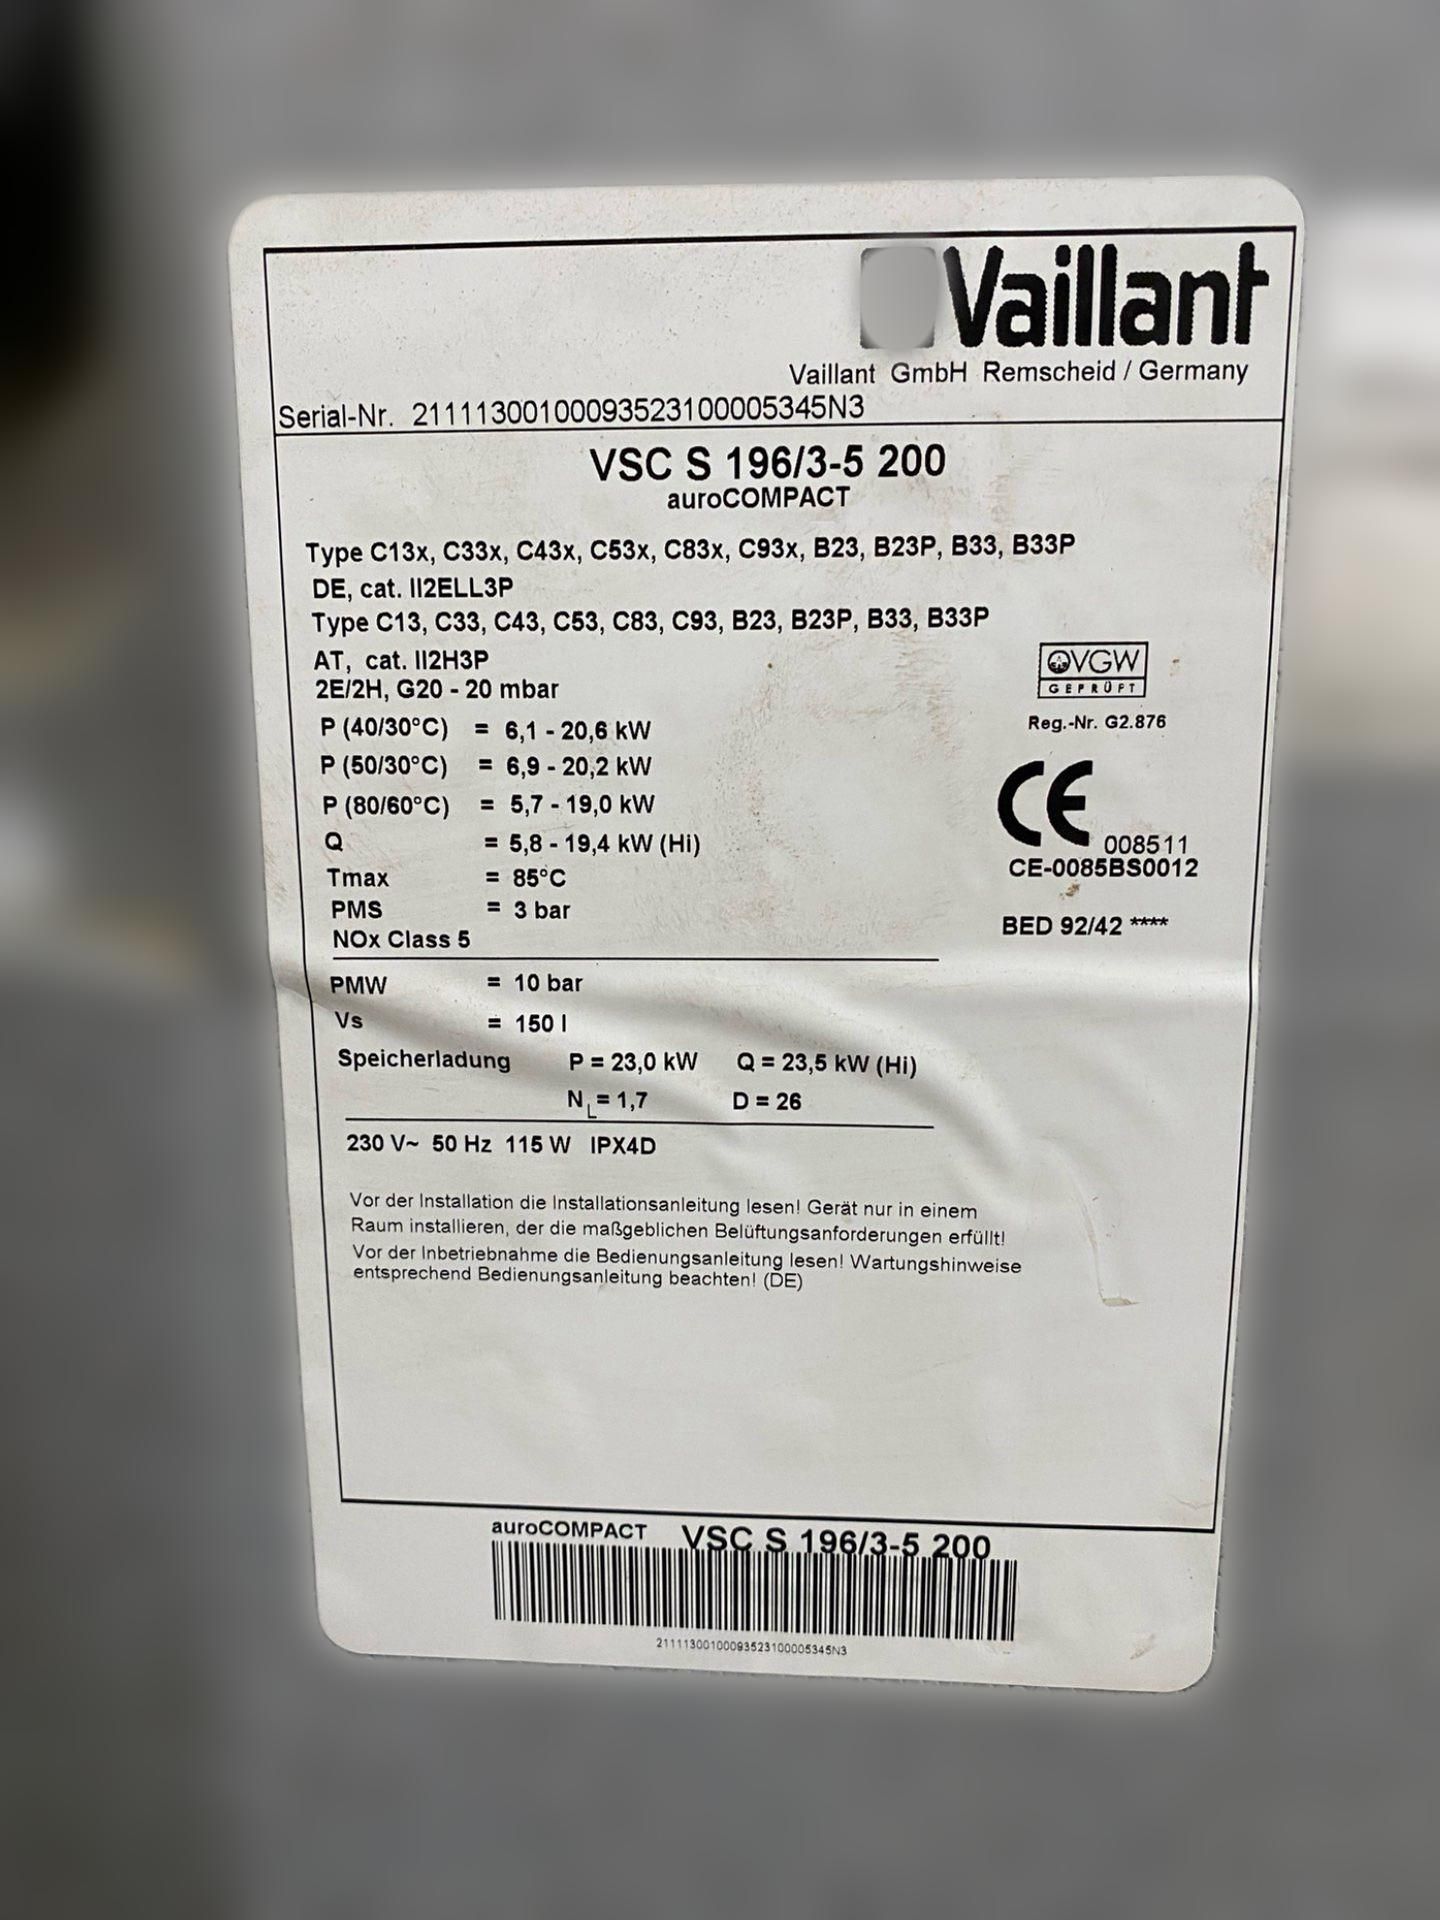 Vaillant
Vaillant GmbH Remscheid / Germany
Serial-Nr. 21111300100093523100005345N3
VSC S 196/3-5 200
auroCOMPACT
Type C13x, C33x, C43x, C53x, C83x, C93x, B23, B23P, B33, B33P
DE, cat. II2ELL3P
Type C13, C33, C43, C53, C83, C93, B23, B23P, B33, B33P
AT, cat. II2H3P
2E/2H, G20 - 20 mbar
DVGW
GEPRÜFT
Reg.-Nr. G2.876
P (40/30°C) = 6,1 - 20,6 kW
P (50/30°C) = 6,9 - 20,2 kW
P (80/60°C) = 5,7 - 19,0 kW
Q = 5,8 - 19,4 kW (Hi)
Tmax = 85°C
PMS = 3 bar
NOx Class 5
CE 008511
CE-0085BS0012
BED 92/42 ****
PMW = 10 bar
Vs = 150 l
Speicherladung P = 23,0 kW Q = 23,5 kW (Hi)
NL = 1,7 D = 26
230 V~ 50 Hz 115 W IPX4D
Vor der Installation die Installationsanleitung lesen! Gerät nur in einem
Raum installieren, der die maßgeblichen Belüftungsanforderungen erfüllt!
Vor der Inbetriebnahme die Bedienungsanleitung lesen! Wartungshinweise
entsprechend Bedienungsanleitung beachten! (DE)
auroCOMPACT VSC S 196/3-5 200
21111300100093523100005345N3